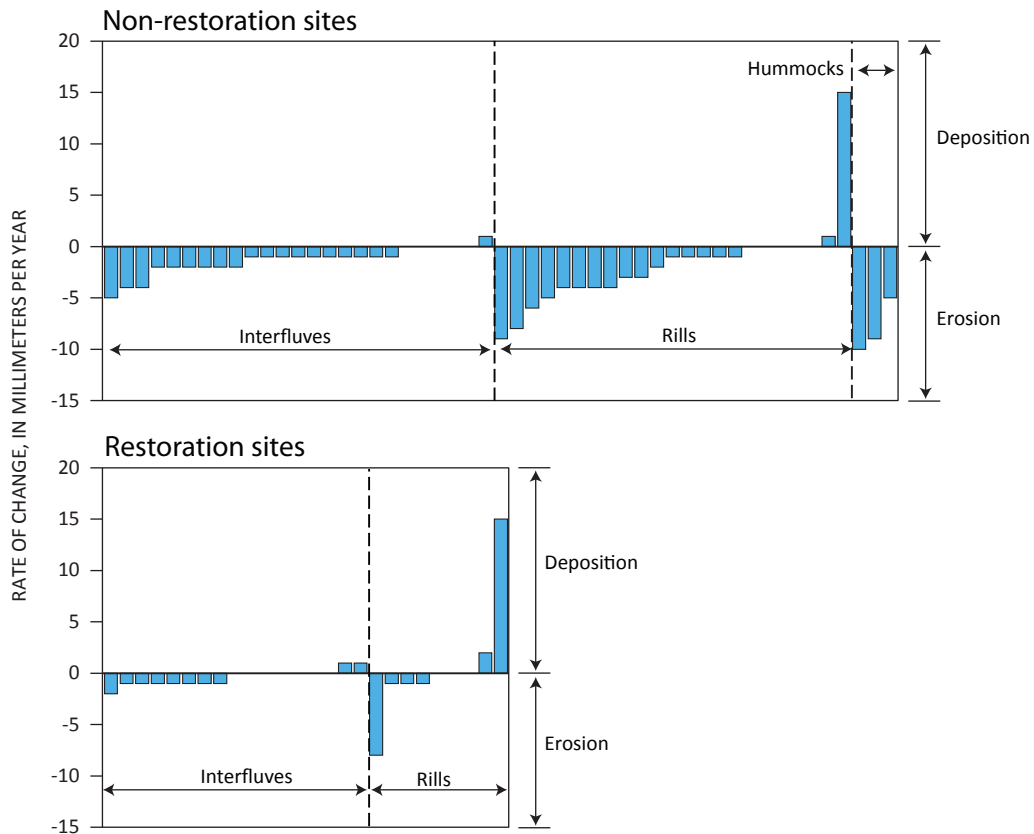 Non-restoration sites
20
15
10
5
0
-5
-10
-15
Hummocks
Deposition
Erosion
Interfluves
Rills
RATE OF CHANGE, IN MILLIMETERS PER YEAR
Restoration sites
20
15
10
5
0
-5
-10
-15
Deposition
Erosion
Interfluves
Rills